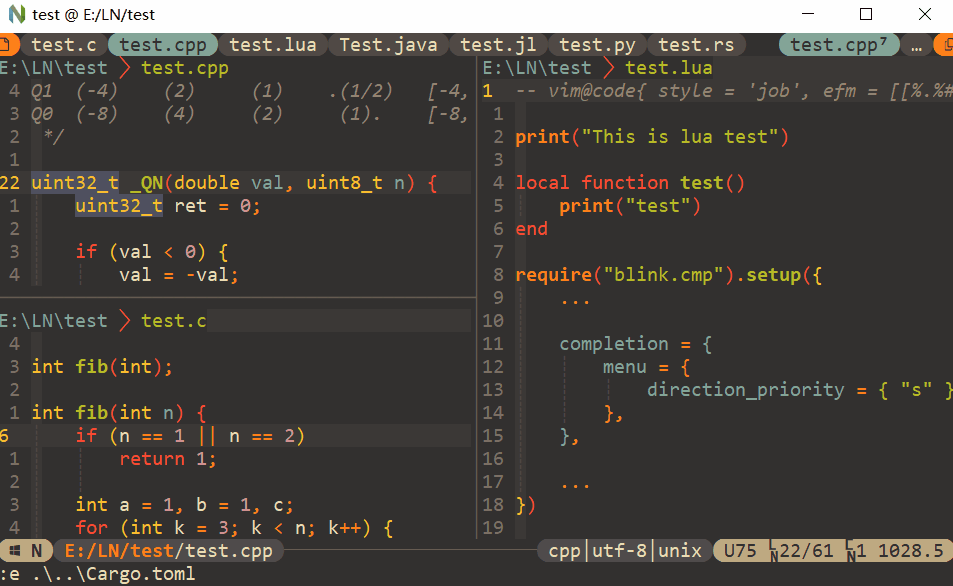 test @ E:/LN/test
test.c test.cpp test.lua Test.java test.jl test.py test.rs test.cpp⁷ …
E:\LN\test > test.cpp
4 Q1  (-4)    (2)     (1)    .(1/2)   [-4,
3 Q0  (-8)    (4)     (2)     (1).    [-8,
2  */
1
22 uint32_t _QN(double val, uint8_t n) {
1     uint32_t ret = 0;
2
3     if (val < 0) {
4         val = -val;
E:\LN\test > test.c
4
3 int fib(int);
2
1 int fib(int n) {
6     if (n == 1 || n == 2)
1         return 1;
2
3     int a = 1, b = 1, c;
4     for (int k = 3; k < n; k++) {
E:\LN\test > test.lua
1 -- vim@code{ style = 'job', efm = [[%.%#
1
2 print("This is lua test")
3
4 local function test()
5     print("test")
6 end
7
8 require("blink.cmp").setup({
9     ...
10
11     completion = {
12         menu = {
13             direction_priority = { "s" }
14         },
15     },
16
17     ...
18 })
19
N E:/LN/test/test.cpp cpp|utf-8|unix U75 22/61 1 1028.5
:e .\..\Cargo.toml